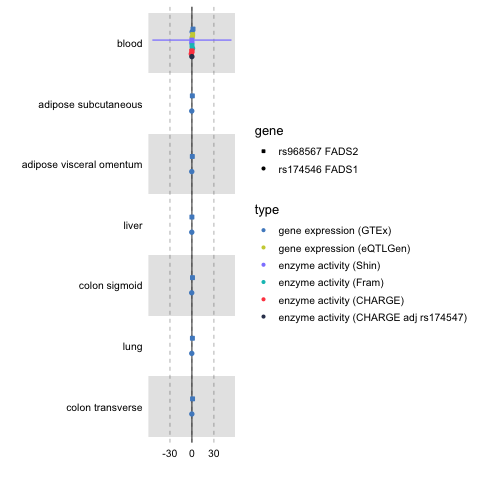 blood
adipose subcutaneous
adipose visceral omentum
liver
colon sigmoid
lung
colon transverse
-30 0 30
gene
rs968567 FADS2
rs174546 FADS1
type
gene expression (GTEx)
gene expression (eQTLGen)
enzyme activity (Shin)
enzyme activity (Fram)
enzyme activity (CHARGE)
enzyme activity (CHARGE adj rs174547)